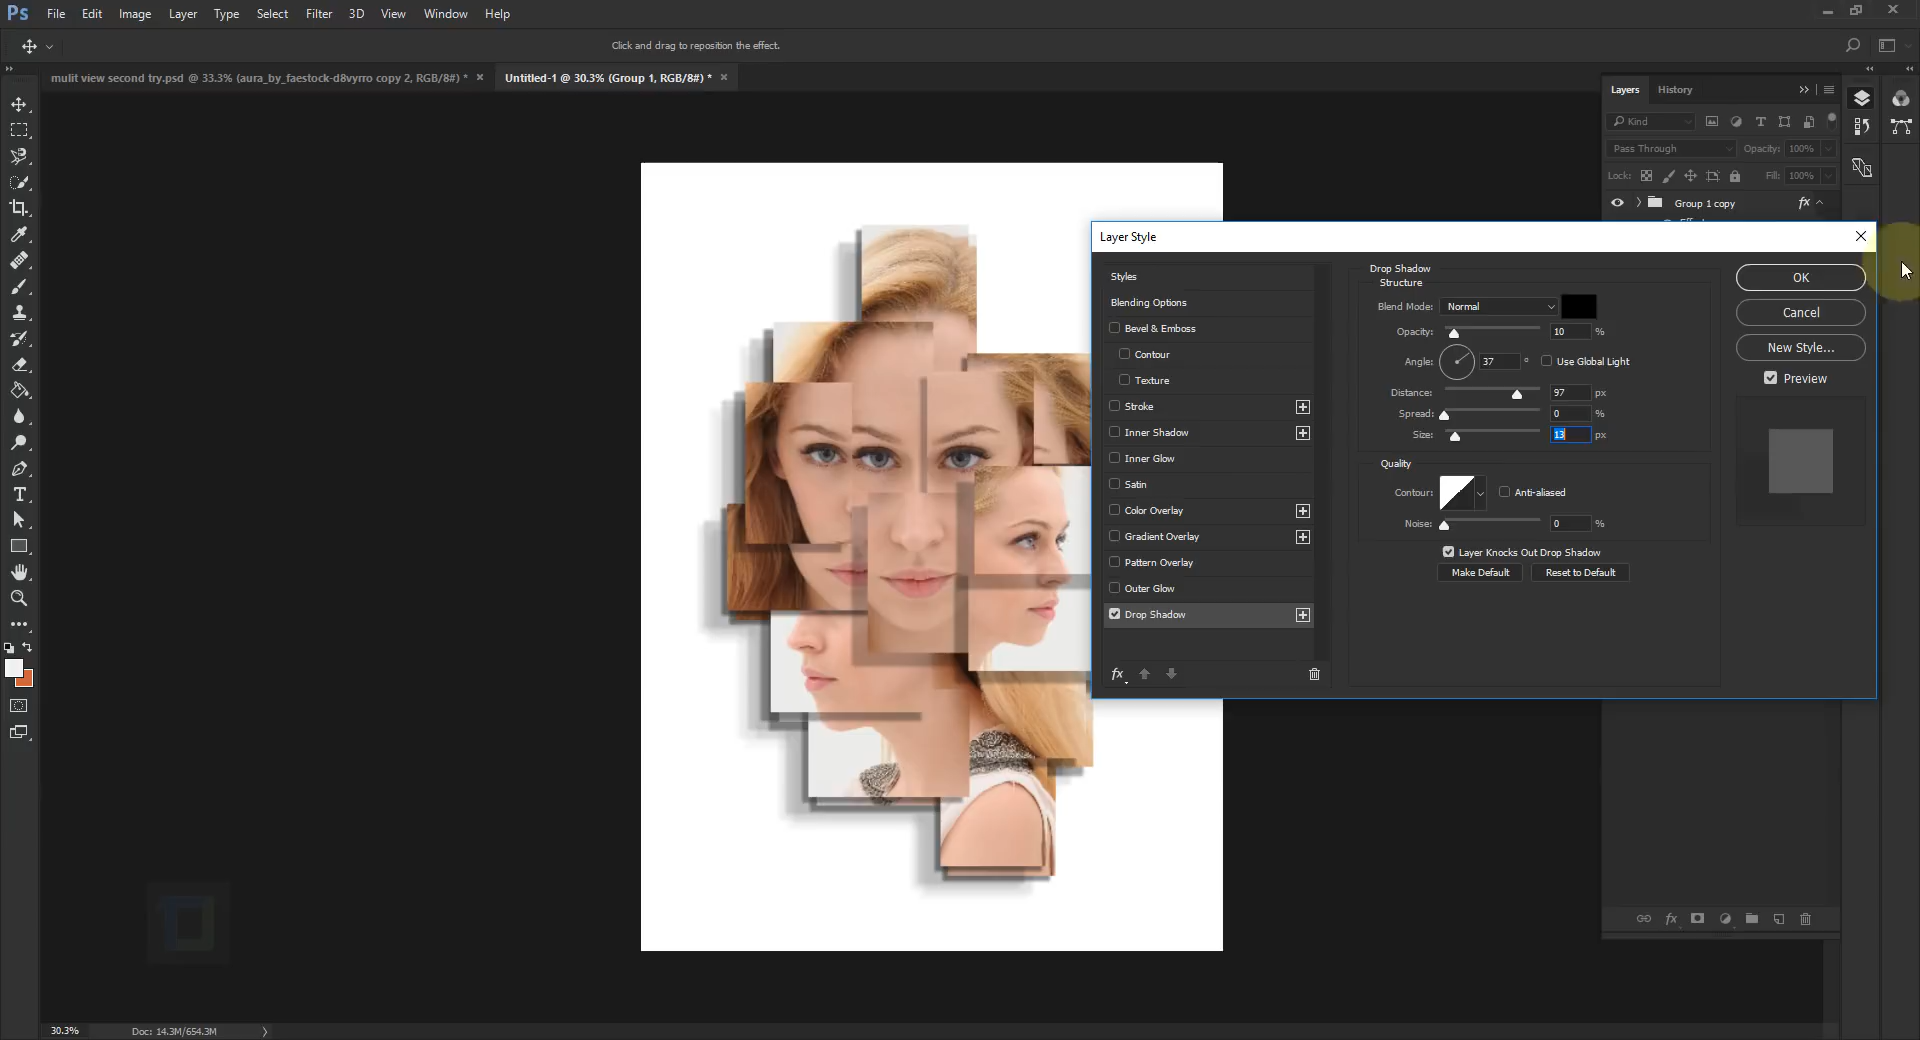 Ps File Edit Image Layer Type Select Filter 3D View Window Help
Click and drag to reposition the effect.
mulit view second try.psd @ 33.3% (aura_by_faestock-d8vyrro copy 2, RGB/8#) * Untitled-1 @ 30.3% (Group 1, RGB/8#) *
Layers History
Kind
Pass Through Opacity: 100%
Lock: Fill: 100%
Group 1 copy fx
Layer Style
Styles
Blending Options
Bevel & Emboss
Contour
Texture
Stroke
Inner Shadow
Inner Glow
Satin
Color Overlay
Gradient Overlay
Pattern Overlay
Outer Glow
Drop Shadow
fx
Drop Shadow
Structure
Blend Mode: Normal
Opacity: 10 %
Angle: 37 ° Use Global Light
Distance: 97 px
Spread: 0 %
Size: 13 px
Quality
Contour: Anti-aliased
Noise: 0 %
Layer Knocks Out Drop Shadow
Make Default Reset to Default
OK
Cancel
New Style...
Preview
fx
30.3% Doc: 14.3M/654.3M